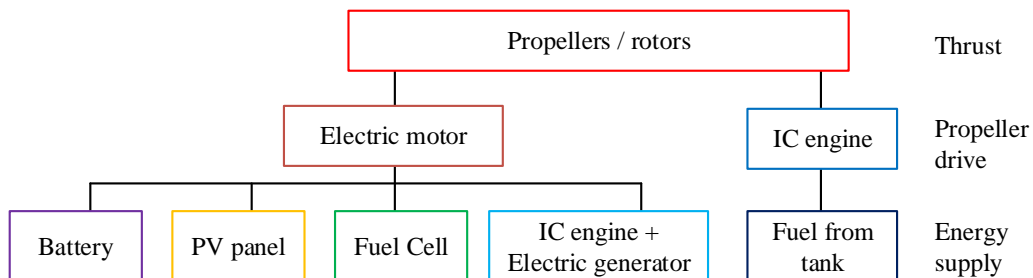 Propellers / rotors
Thrust
Electric motor
IC engine
Propeller
drive
Battery
PV panel
Fuel Cell
IC engine +
Electric generator
Fuel from
tank
Energy
supply